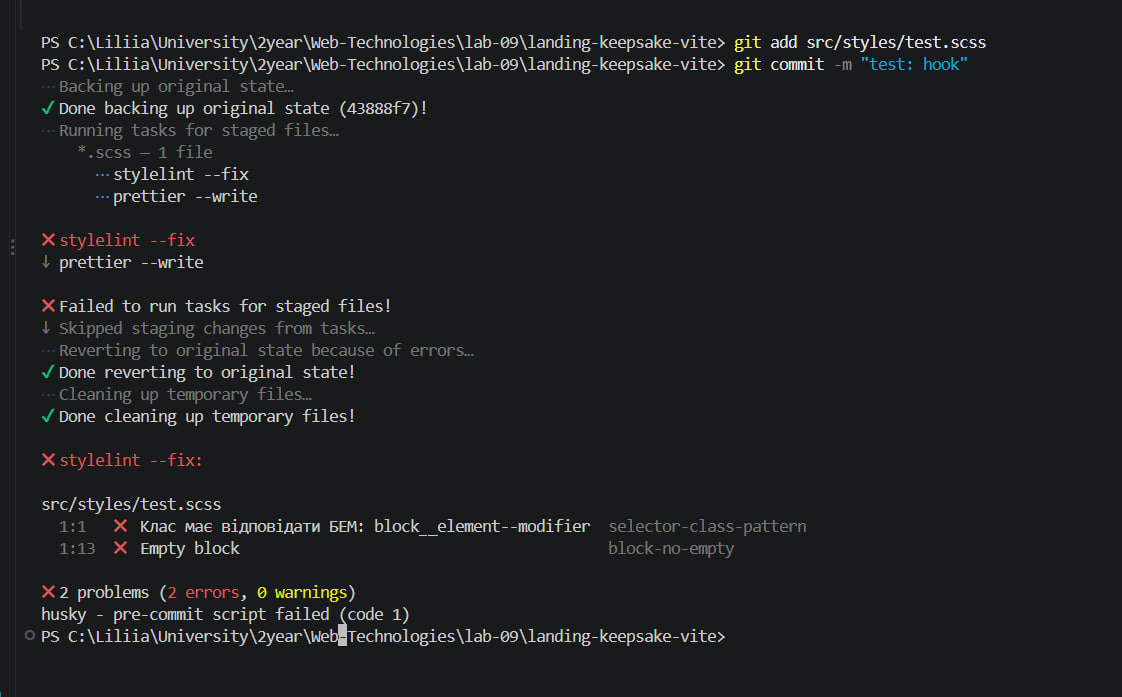 PS C:\Liliia\University\2year\Web-Technologies\lab-09\landing-keepsake-vite> git add src/styles/test.scss
PS C:\Liliia\University\2year\Web-Technologies\lab-09\landing-keepsake-vite> git commit -m "test: hook"
… Backing up original state…
✓ Done backing up original state (43888f7)!
… Running tasks for staged files…
*.scss — 1 file
… stylelint --fix
… prettier --write
✗ stylelint --fix
↓ prettier --write
✗ Failed to run tasks for staged files!
↓ Skipped staging changes from tasks…
… Reverting to original state because of errors…
✓ Done reverting to original state!
… Cleaning up temporary files…
✓ Done cleaning up temporary files!
✗ stylelint --fix:
src/styles/test.scss
1:1 ✗ Клас має відповідати БЕМ: block__element--modifier selector-class-pattern
1:13 ✗ Empty block block-no-empty
✗ 2 problems (2 errors, 0 warnings)
husky - pre-commit script failed (code 1)
PS C:\Liliia\University\2year\Web-Technologies\lab-09\landing-keepsake-vite>